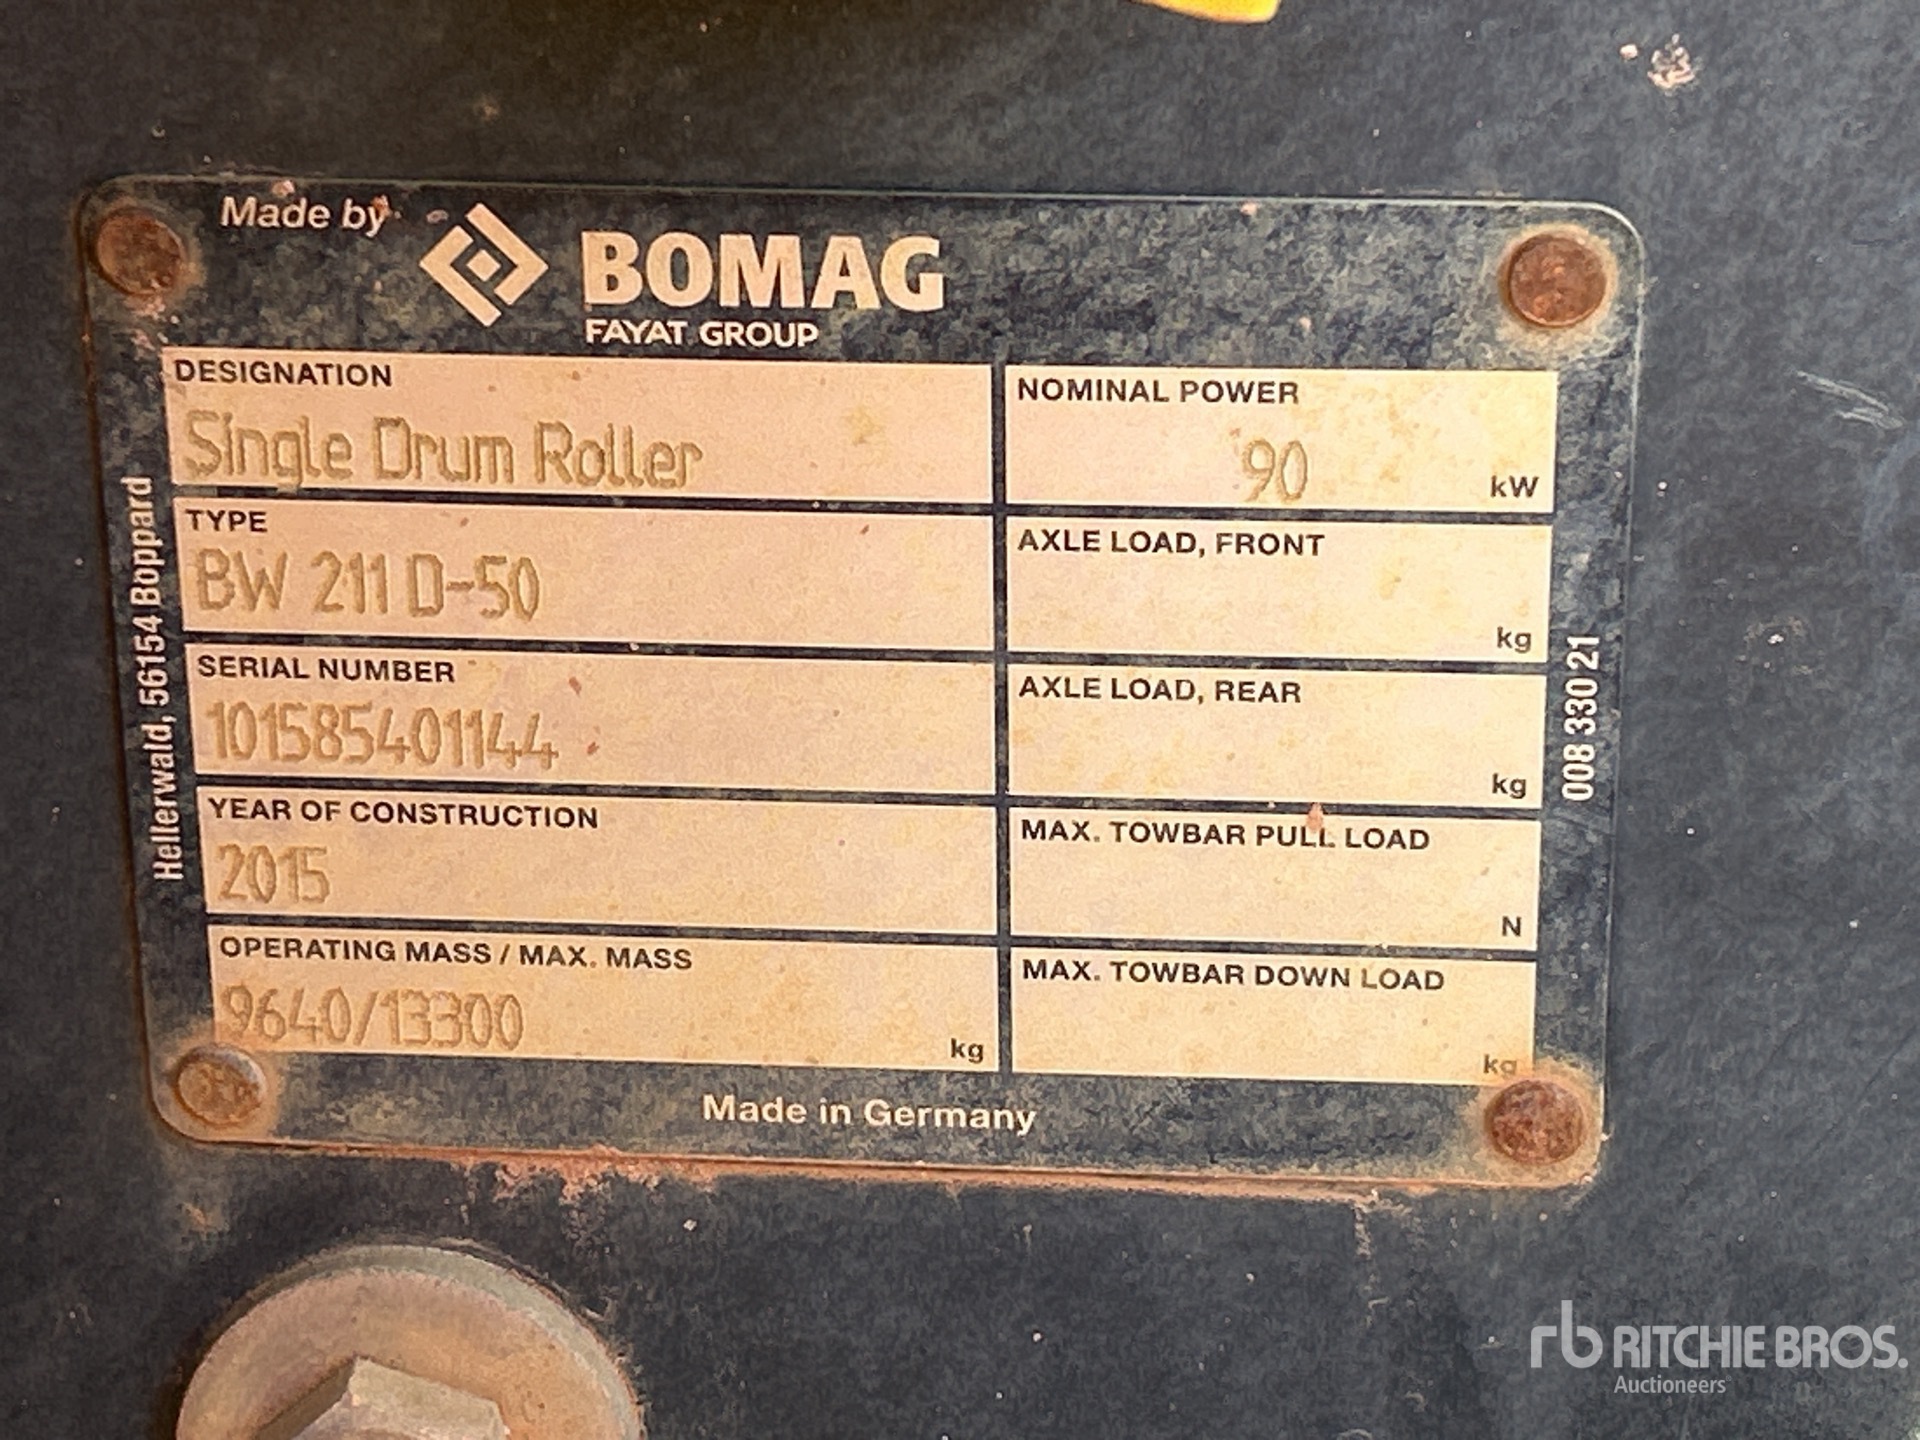 Made by
BOMAG
FAYAT GROUP
DESIGNATION
Single Drum Roller
TYPE
BW 211 D-50
SERIAL NUMBER
101585401144
YEAR OF CONSTRUCTION
2015
OPERATING MASS / MAX. MASS
9640/13300
kg
NOMINAL POWER
90
kW
AXLE LOAD, FRONT
kg
AXLE LOAD, REAR
kg
MAX. TOWBAR PULL LOAD
N
MAX. TOWBAR DOWN LOAD
kg
Made in Germany
Hellerwald, 56154 Boppard
008 330 21
rb RITCHIE BROS.
Auctioneers